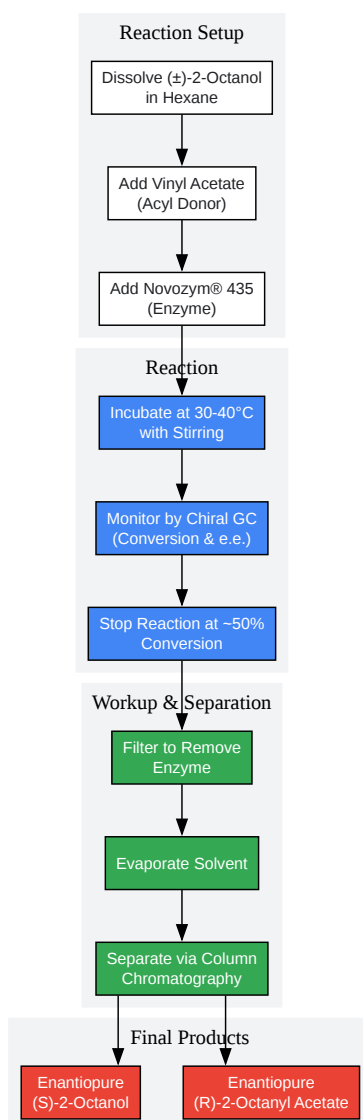 Reaction Setup
Dissolve (±)-2-Octanol
in Hexane
Add Vinyl Acetate
(Acyl Donor)
Add Novozym® 435
(Enzyme)
Reaction
Incubate at 30-40°C
with Stirring
Monitor by Chiral GC
(Conversion & e.e.)
Stop Reaction at ~50%
Conversion
Workup & Separation
Filter to Remove
Enzyme
Evaporate Solvent
Separate via Column
Chromatography
Final Products
Enantiopure
(S)-2-Octanol
Enantiopure
(R)-2-Octanyl Acetate